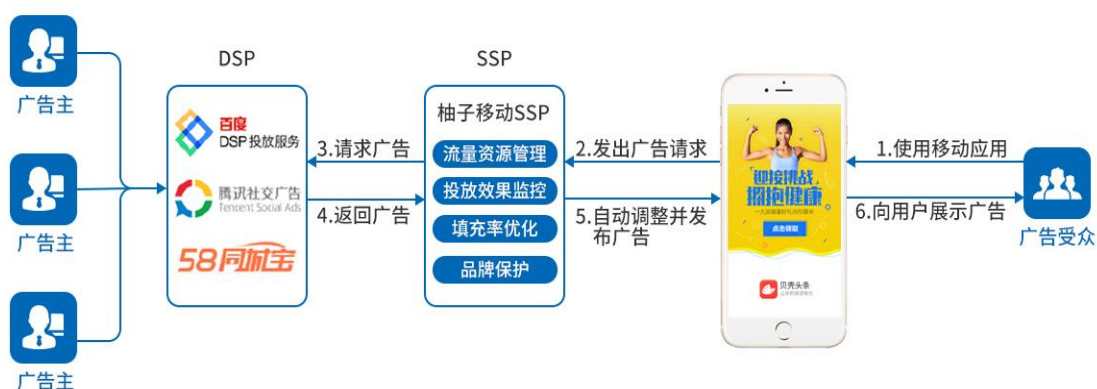 DSP
SSP
广告主
广告主
广告主
百度
DSP投放服务
腾讯社交广告
Tencent Social Ads
58同城宝
3.请求广告
4.返回广告
柚子移动SSP
流量资源管理
投放效果监控
填充率优化
品牌保护
2.发出广告请求
5.自动调整并发
布广告
迎接挑战
拥抱健康
点击领取
贝壳头条
1.使用移动应用
6.向用户展示广告
广告受众